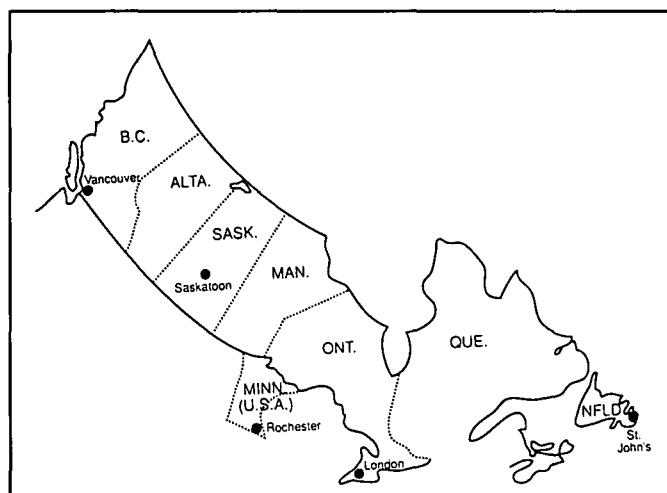 B.C.
Vancouver
ALTA.
SASK.
Saskatoon
MAN.
ONT.
QUE.
MINN.
(U.S.A.)
Rochester
London
NFLD
St.
John's